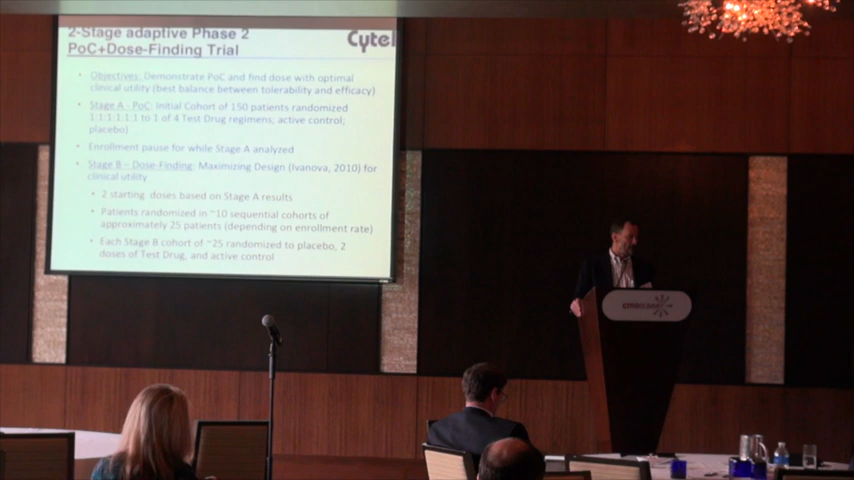 2-Stage adaptive Phase 2
PoC+Dose-Finding Trial
Cytel
• Objectives: Demonstrate PoC and find dose with optimal
clinical utility (best balance between tolerability and efficacy)
• Stage A - PoC: Initial Cohort of 150 patients randomized
1:1:1:1:1:1 to 1 of 4 Test Drug regimens; active control;
placebo)
• Enrollment pause for while Stage A analyzed
• Stage B – Dose-Finding: Maximizing Design (Ivanova, 2010) for
clinical utility
• 2 starting doses based on Stage A results
• Patients randomized in ~10 sequential cohorts of
approximately 25 patients (depending on enrollment rate)
• Each Stage B cohort of ~25 randomized to placebo, 2
doses of Test Drug, and active control